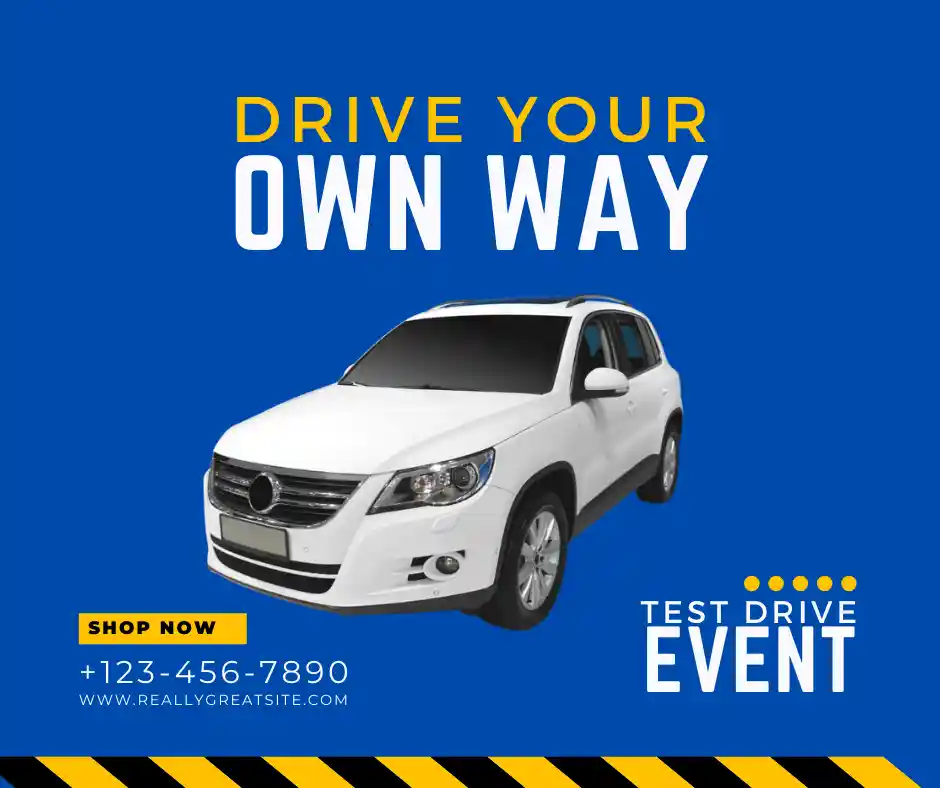 DRIVE YOUR
OWN WAY
SHOP NOW
+123-456-7890
WWW.REALLYGREATSITE.COM
TEST DRIVE
EVENT